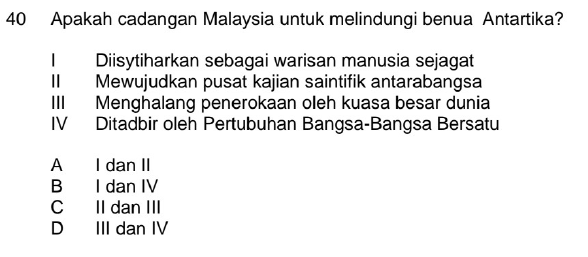 40 Apakah cadangan Malaysia untuk melindungi benua Antartika?
I Diisytiharkan sebagai warisan manusia sejagat
II Mewujudkan pusat kajian saintifik antarabangsa
III Menghalang penerokaan oleh kuasa besar dunia
IV Ditadbir oleh Pertubuhan Bangsa-Bangsa Bersatu
A I dan II
B I dan IV
C II dan III
D III dan IV